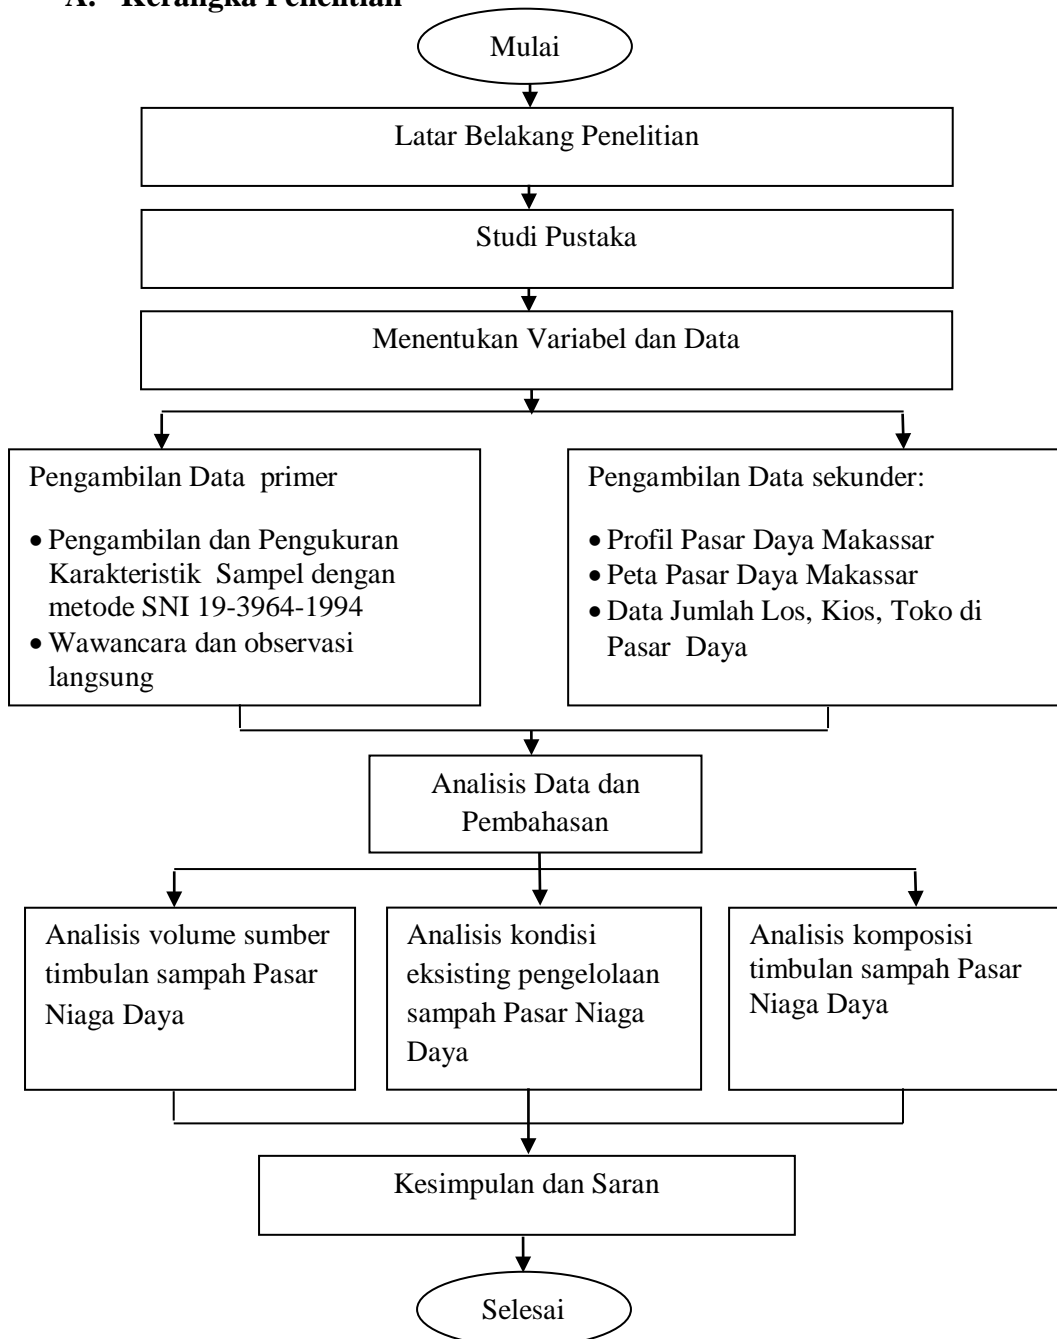 A. Kerangka Penelitian
Mulai
Latar Belakang Penelitian
Studi Pustaka
Menentukan Variabel dan Data
Pengambilan Data primer
• Pengambilan dan Pengukuran
Karakteristik Sampel dengan
metode SNI 19-3964-1994
• Wawancara dan observasi
langsung
Pengambilan Data sekunder:
• Profil Pasar Daya Makassar
• Peta Pasar Daya Makassar
• Data Jumlah Los, Kios, Toko di
Pasar Daya
Analisis Data dan
Pembahasan
Analisis volume sumber
timbulan sampah Pasar
Niaga Daya
Analisis kondisi
eksisting pengelolaan
sampah Pasar Niaga
Daya
Analisis komposisi
timbulan sampah Pasar
Niaga Daya
Kesimpulan dan Saran
Selesai